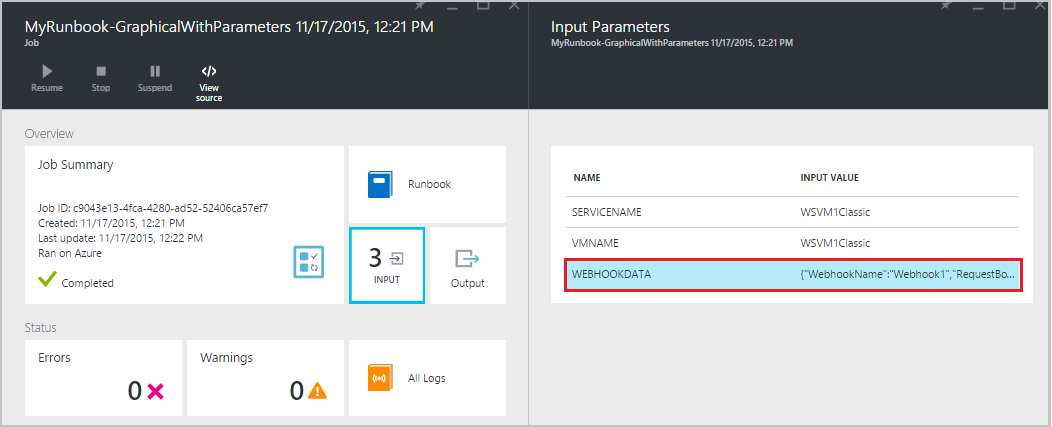 MyRunbook-GraphicalWithParameters 11/17/2015, 12:21 PM
Job
Resume
Stop
Suspend
View
source
Overview
Job Summary
Job ID: c9043e13-4fca-4280-ad52-52406ca57ef7
Created: 11/17/2015, 12:21 PM
Last update: 11/17/2015, 12:22 PM
Ran on Azure
Completed
Runbook
3
INPUT
Output
Status
Errors
0
Warnings
0
All Logs
Input Parameters
MyRunbook-GraphicalWithParameters 11/17/2015, 12:21 PM
NAME INPUT VALUE
SERVICENAME WSVM1Classic
VMNAME WSVM1Classic
WEBHOOKDATA {"WebhookName":"Webhook1","RequestBo...